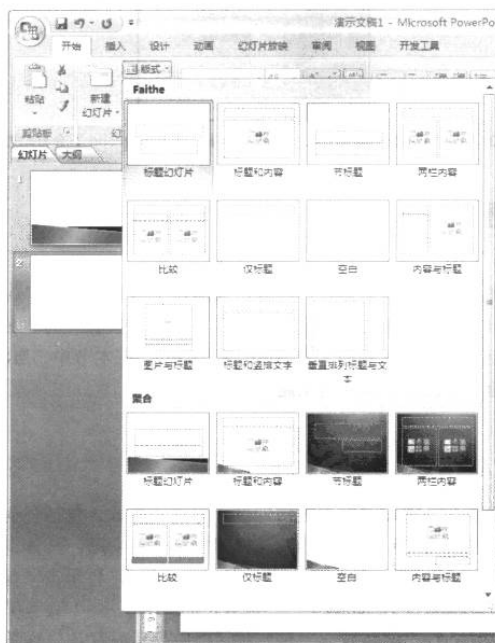 演示文稿1 - Microsoft PowerPo
开始 插入 设计 动画 幻灯片放映 审阅 视图 开发工具
版式
粘贴
新建
幻灯片
剪贴板
幻灯片 大纲
1
2
Faithe
标题幻灯片 标题和内容 节标题 两栏内容
比较 仅标题 空白 内容与标题
图片与标题 标题和竖排文字 垂直排列标题与文
本
聚合
标题幻灯片 标题和内容 节标题 两栏内容
比较 仅标题 空白 内容与标题